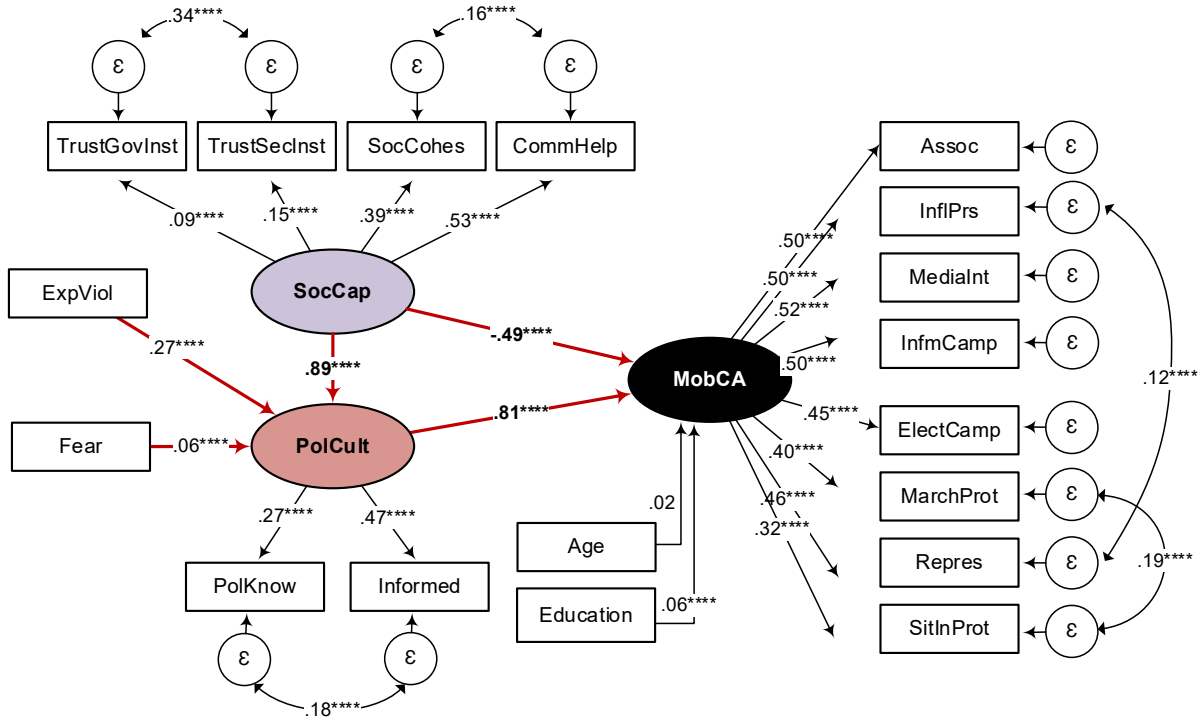 .34****
.16****
ε
ε
ε
ε
TrustGovInst
TrustSecInst
SocCohes
CommHelp
.09****
.15****
.39****
.53****
SocCap
ExpViol
.27****
.89****
-.49****
Fear
.06****
PolCult
.81****
.27****
.47****
PolKnow
Informed
ε
ε
.18****
MobCA
Age
.02
Education
.06****
.50****
.50****
.52****
.50****
.45****
.40****
.46****
.32****
Assoc
ε
InflPrs
ε
MediaInt
ε
InfmCamp
ε
ElectCamp
ε
MarchProt
ε
Repres
ε
SitInProt
ε
.12****
.19****